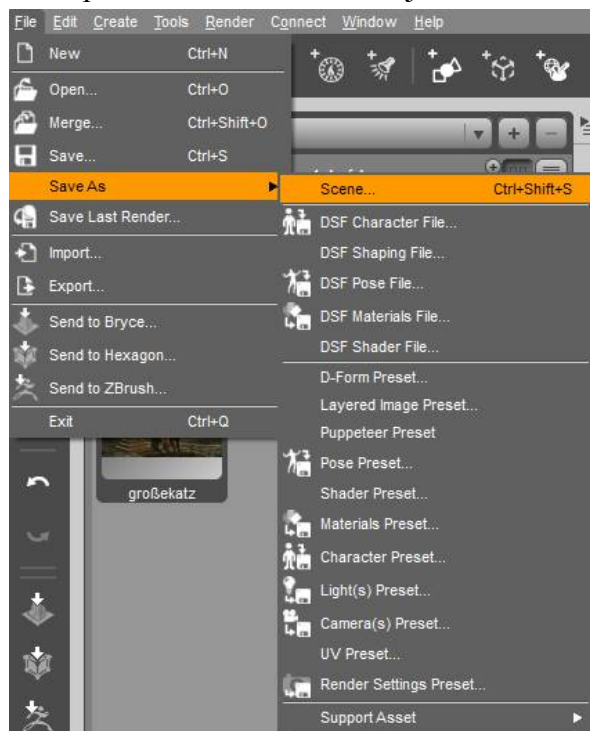 File Edit Create Tools Render Connect Window Help
New Ctrl+N
Open... Ctrl+O
Merge... Ctrl+Shift+O
Save... Ctrl+S
Save As
Save Last Render...
Import...
Export...
Send to Bryce...
Send to Hexagon...
Send to ZBrush...
Exit Ctrl+Q
Scene... Ctrl+Shift+S
DSF Character File...
DSF Shaping File...
DSF Pose File...
DSF Materials File...
DSF Shader File...
D-Form Preset...
Layered Image Preset...
Puppeteer Preset
Pose Preset...
Shader Preset...
Materials Preset...
Character Preset...
Light(s) Preset...
Camera(s) Preset...
UV Preset...
Render Settings Preset...
Support Asset
großekatz